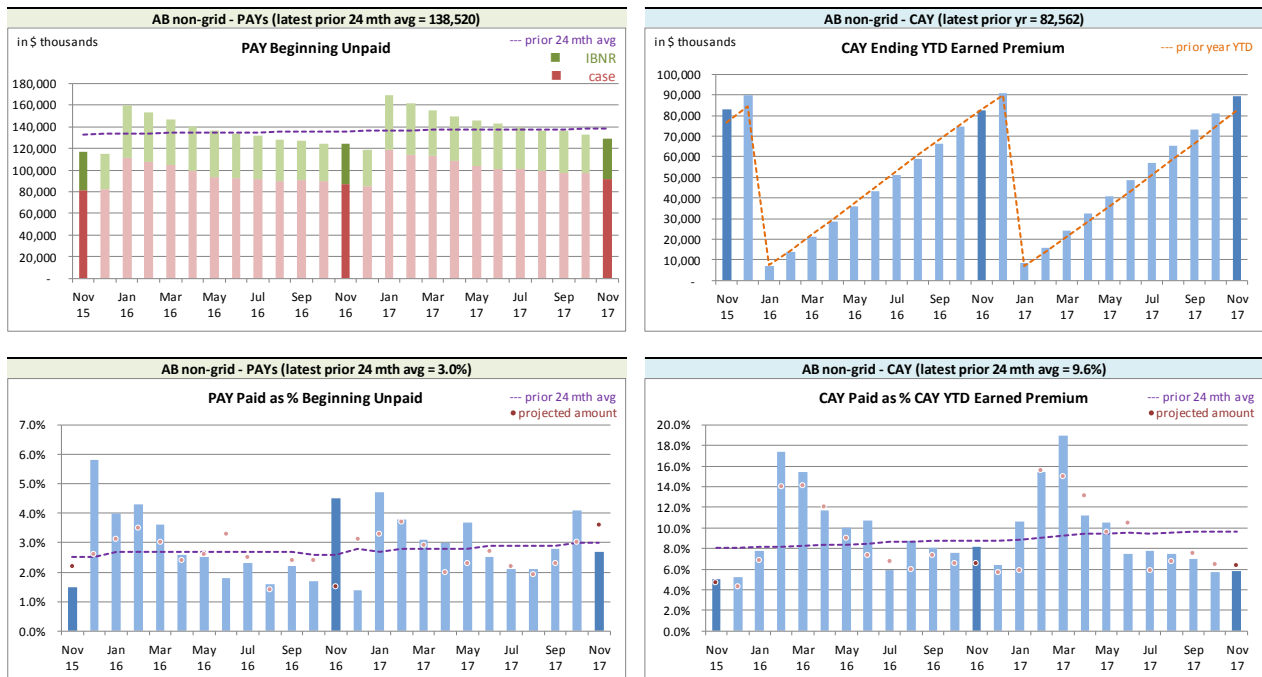 AB non-grid - PAYs (latest prior 24 mth avg = 138,520)
in $ thousands
PAY Beginning Unpaid
--- prior 24 mth avg
IBNR
case
180,000
160,000
140,000
120,000
100,000
80,000
60,000
40,000
20,000
-
Nov Jan Mar May Jul Sep Nov Jan Mar May Jul Sep Nov
15 16 16 16 16 16 16 17 17 17 17 17 17
AB non-grid - CAY (latest prior yr = 82,562)
in $ thousands
CAY Ending YTD Earned Premium
--- prior year YTD
100,000
90,000
80,000
70,000
60,000
50,000
40,000
30,000
20,000
10,000
-
Nov Jan Mar May Jul Sep Nov Jan Mar May Jul Sep Nov
15 16 16 16 16 16 16 17 17 17 17 17 17
AB non-grid - PAYs (latest prior 24 mth avg = 3.0%)
PAY Paid as % Beginning Unpaid
--- prior 24 mth avg
projected amount
7.0%
6.0%
5.0%
4.0%
3.0%
2.0%
1.0%
0.0%
Nov Jan Mar May Jul Sep Nov Jan Mar May Jul Sep Nov
15 16 16 16 16 16 16 17 17 17 17 17 17
AB non-grid - CAY (latest prior 24 mth avg = 9.6%)
CAY Paid as % CAY YTD Earned Premium
--- prior 24 mth avg
projected amount
20.0%
18.0%
16.0%
14.0%
12.0%
10.0%
8.0%
6.0%
4.0%
2.0%
0.0%
Nov Jan Mar May Jul Sep Nov Jan Mar May Jul Sep Nov
15 16 16 16 16 16 16 17 17 17 17 17 17